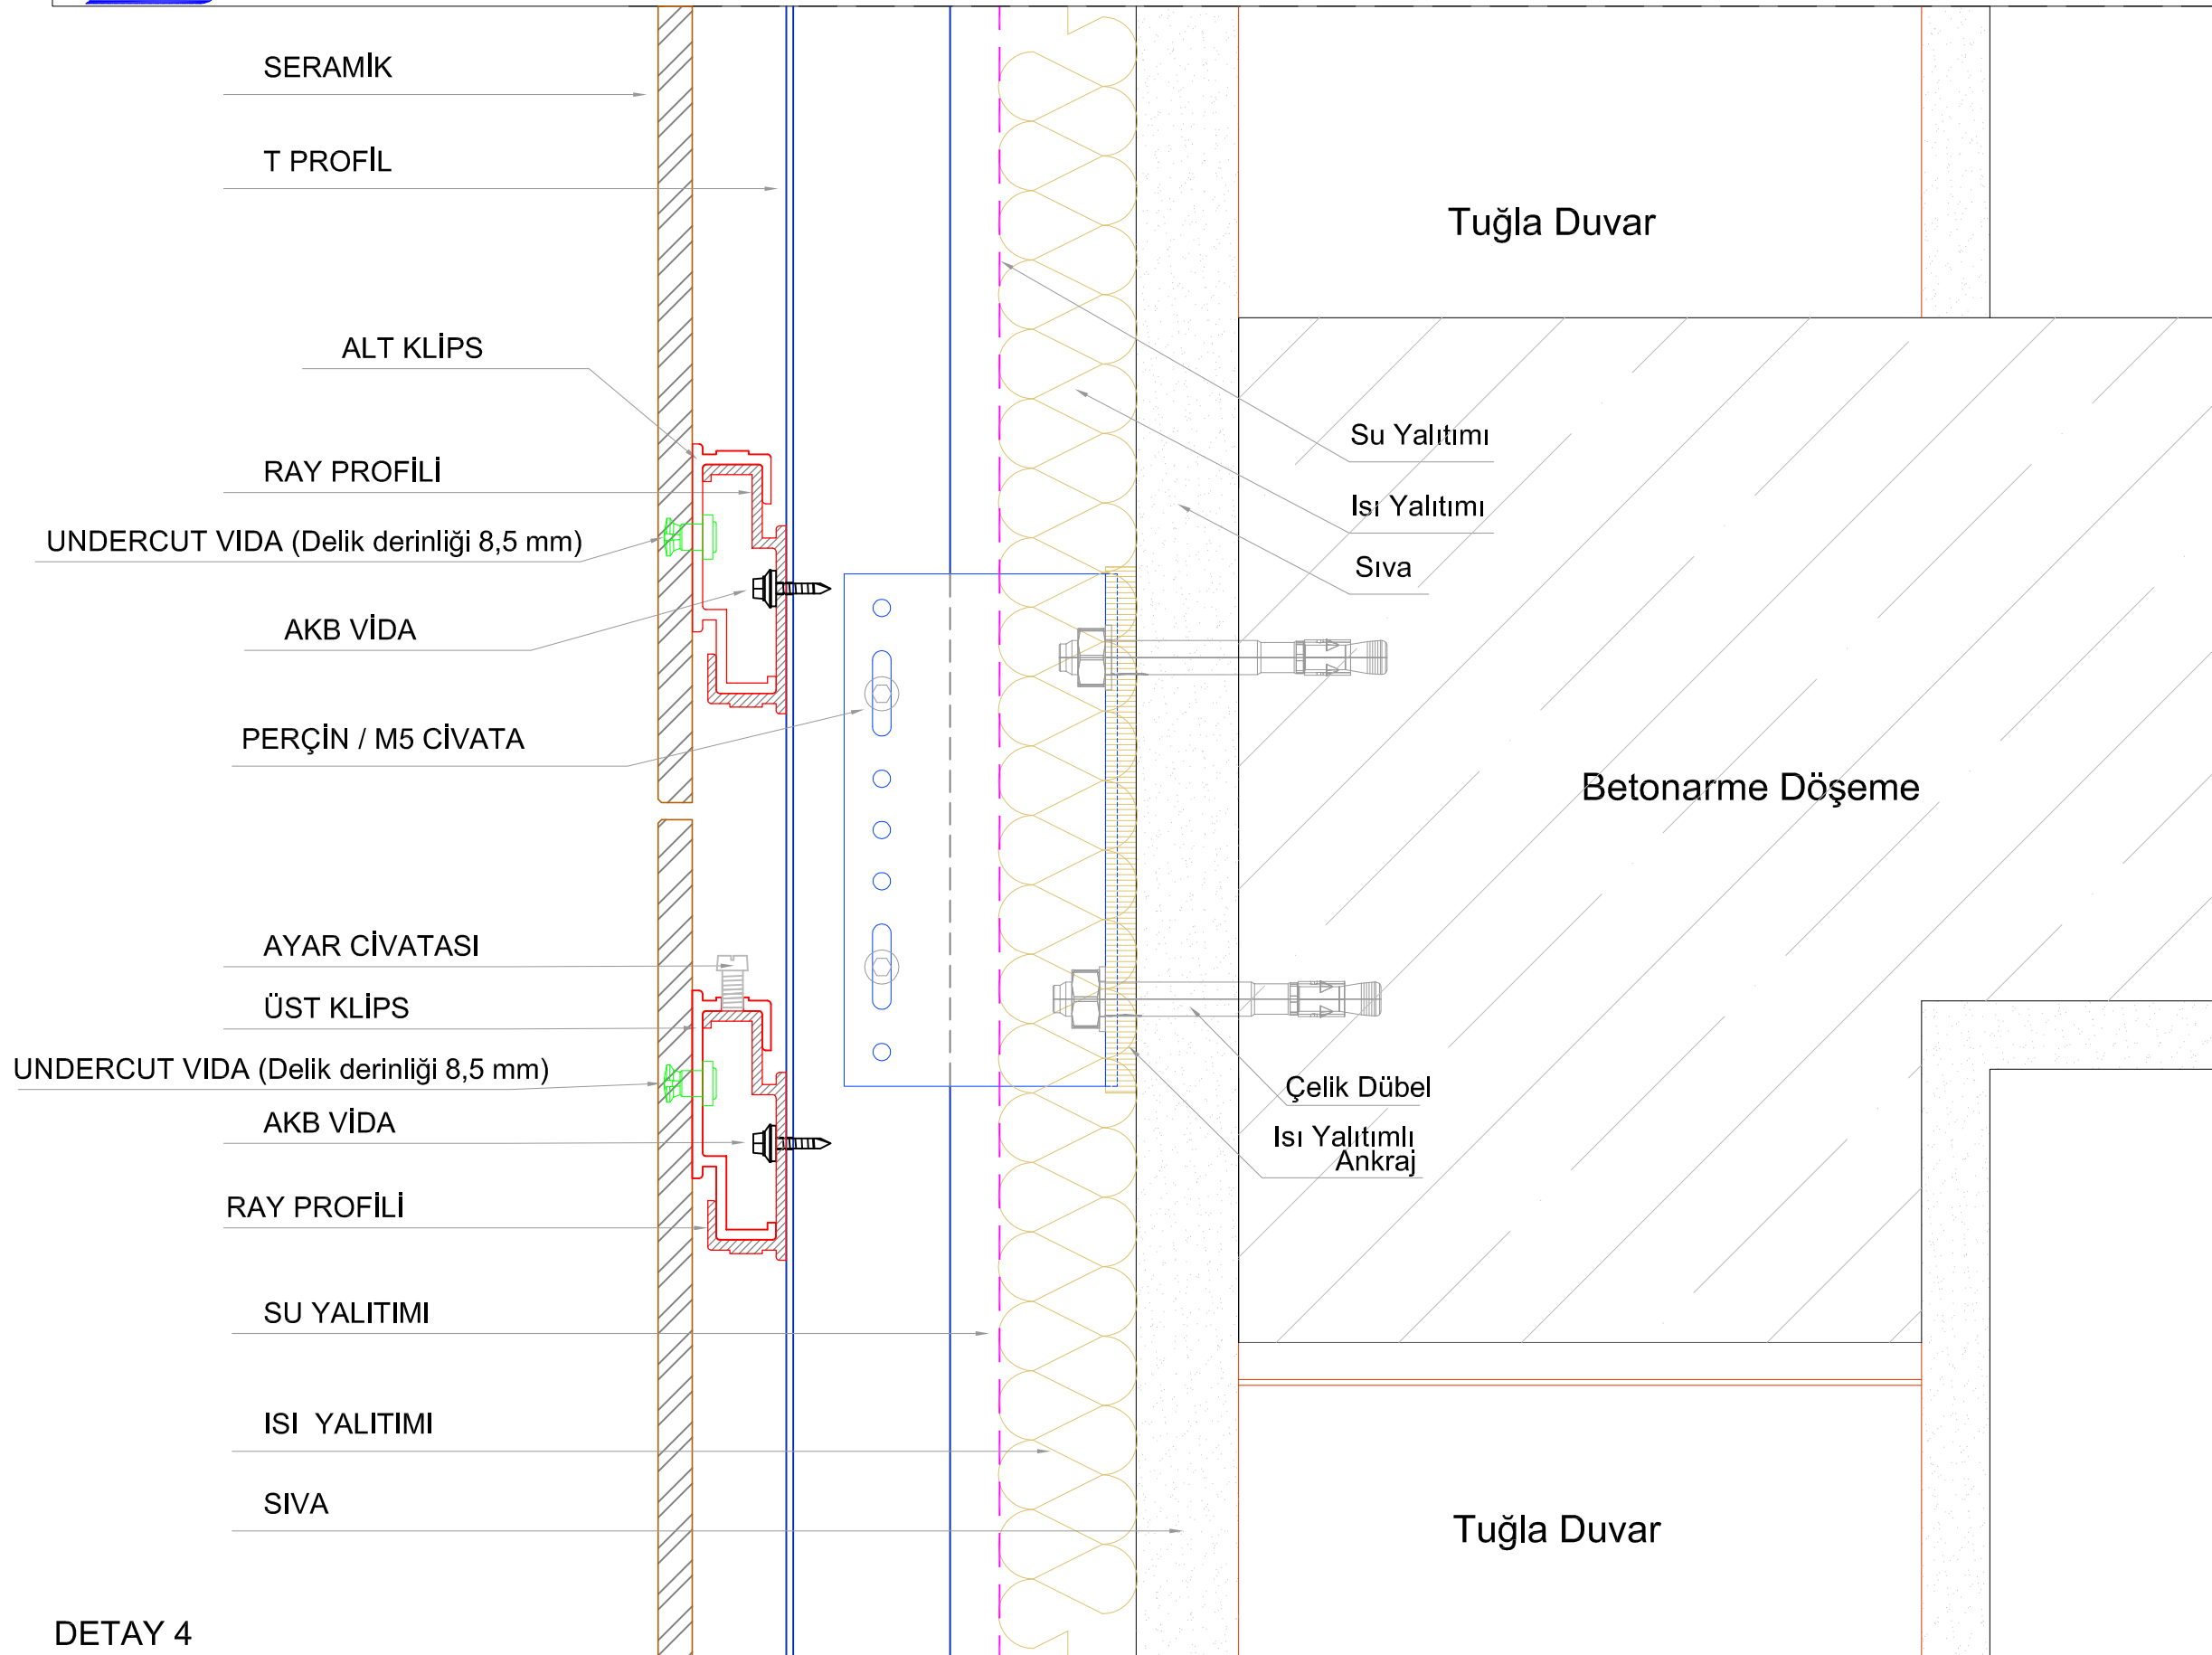 SERAMİK
T PROFİL
Tuğla Duvar
ALT KLİPS
Su Yalıtımı
RAY PROFİLİ
Isı Yalıtımı
UNDERCUT VIDA (Delik derinliği 8,5 mm)
Sıva
AKB VİDA
PERÇİN / M5 CİVATA
Betonarme Döşeme
AYAR CİVATASI
ÜST KLİPS
UNDERCUT VIDA (Delik derinliği 8,5 mm)
Çelik Dübel
AKB VİDA
Isı Yalıtımlı
Ankraj
RAY PROFİLİ
SU YALITIMI
ISI YALITIMI
SIVA
Tuğla Duvar
DETAY 4